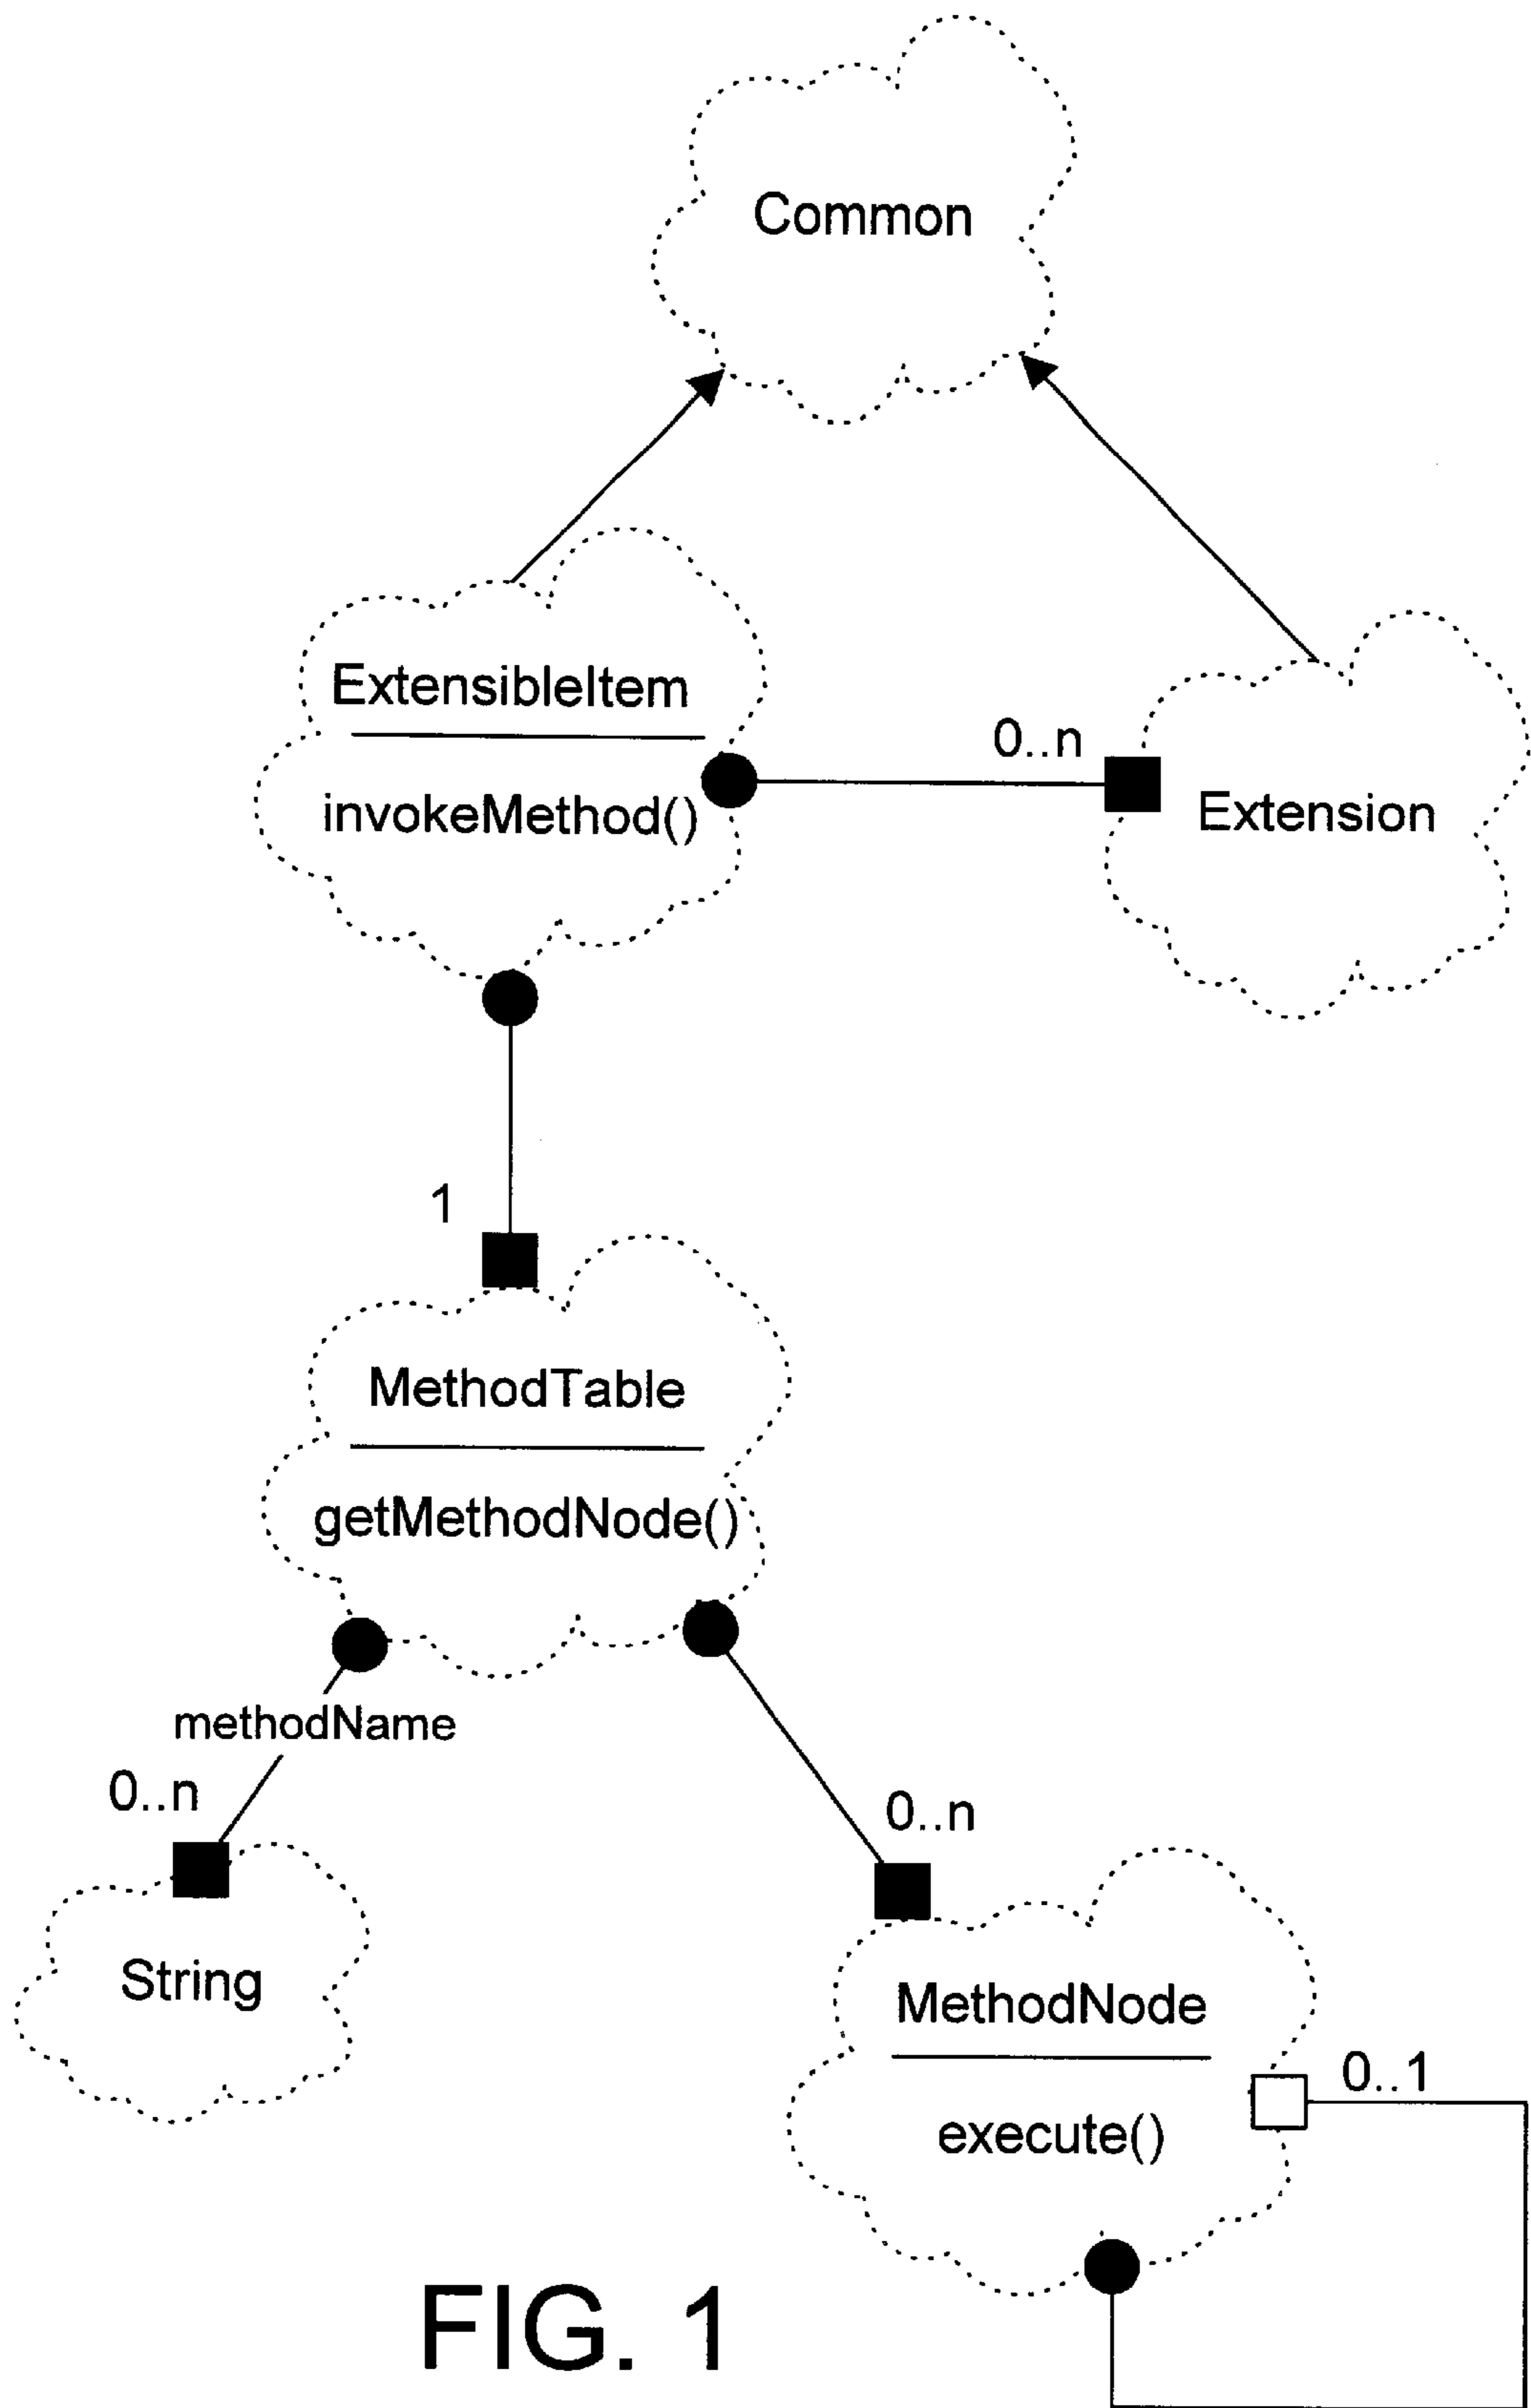 Common
ExtensibleItem
invokeMethod()
0..n
Extension
1
MethodTable
getMethodNode()
methodName
0..n
0..n
String
MethodNode
execute()
0..1
FIG. 1